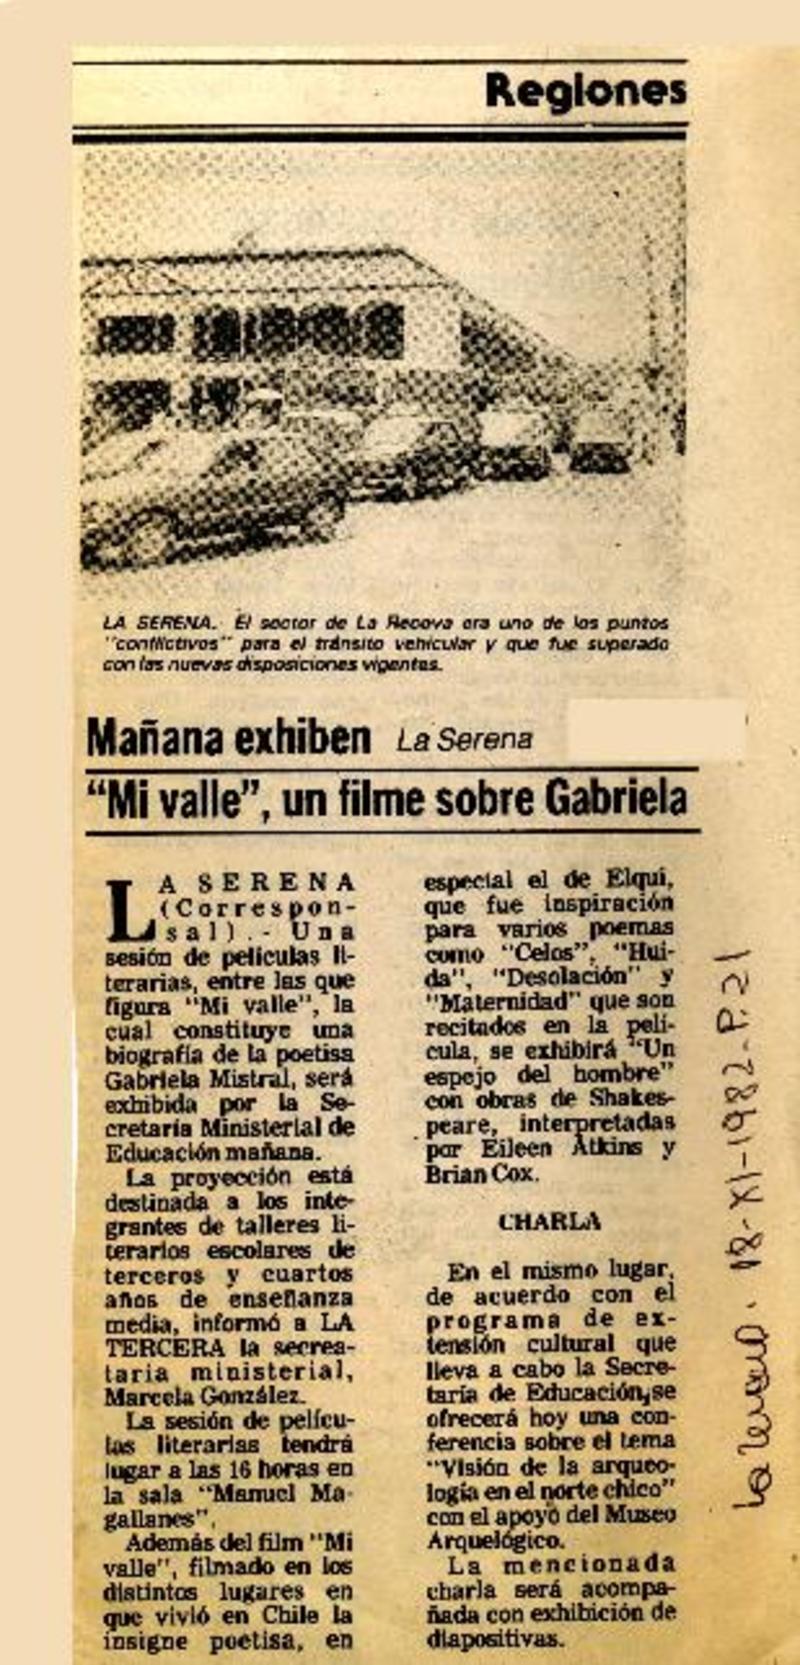 Regiones
LA SERENA. El sector de La Recova era uno de los puntos
"conflictivos" para el tránsito vehicular y que fue superado
con las nuevas disposiciones vigentes.
Mañana exhiben La Serena
"Mi valle", un filme sobre Gabriela
LA SERENA
(Correspon-
sal).- Una
sesión de películas li-
terarias, entre las que
figura "Mi valle", la
cual constituye una
biografía de la poetisa
Gabriela Mistral, será
exhibida por la Se-
cretaría Ministerial de
Educación mañana.
La proyección está
destinada a los inte-
grantes de talleres li-
terarios escolares de
terceros y cuartos
años de enseñanza
media, informó a LA
TERCERA la secrea-
taria ministerial,
Marcela González.
La sesión de pelícu-
las literarias tendrá
lugar a las 16 horas en
la sala "Manuel Ma-
gallanes".
Además del film "Mi
valle", filmado en los
distintos lugares en
que vivió en Chile la
insigne poetisa, en
especial el de Elqui,
que fue inspiración
para varios poemas
como "Celos", "Hui-
da", "Desolación" y
"Maternidad" que son
recitados en la pelí-
cula, se exhibirá "Un
espejo del hombre"
con obras de Shakes-
peare, interpretadas
por Eileen Atkins y
Brian Cox.
CHARLA
En el mismo lugar,
de acuerdo con el
programa de ex-
tensión cultural que
lleva a cabo la Secre-
taría de Educación, se
ofrecerá hoy una con-
ferencia sobre el tema
"Visión de la arqueo-
logía en el norte chico"
con el apoyo del Museo
Arquelógico.
La mencionada
charla será acompa-
ñada con exhibición de
diapositivas.
La Tercera. 18-XI-1982-P.21